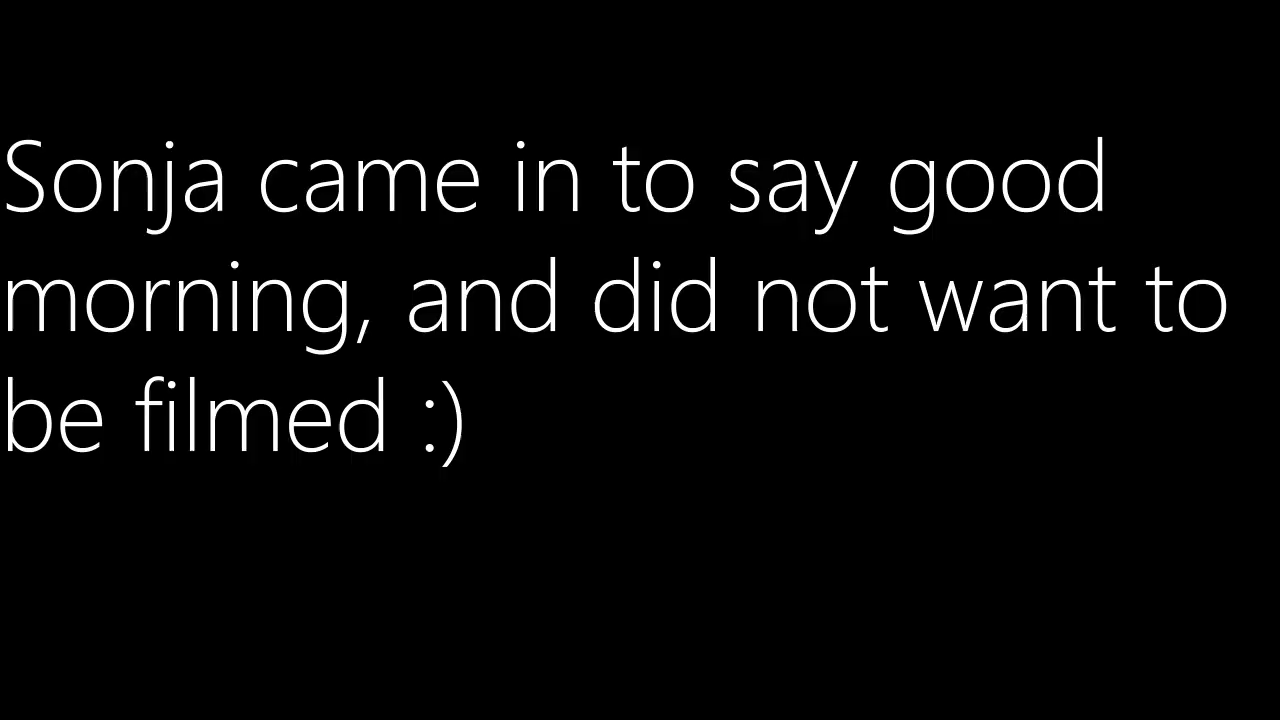 Sonja came in to say good
morning, and did not want to
be filmed :)